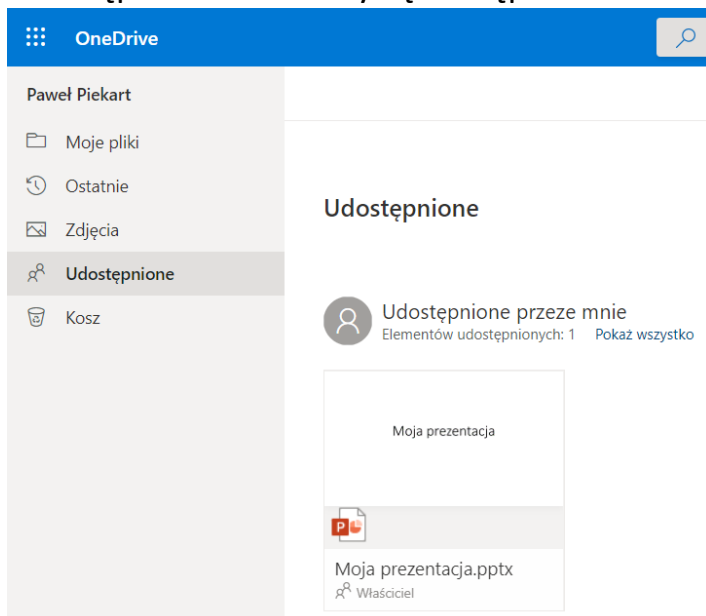 OneDrive
Paweł Piekart
Moje pliki
Ostatnie
Zdjęcia
Udostępnione
Kosz
Udostępnione
Udostępnione przeze mnie
Elementów udostępnionych: 1 Pokaż wszystko
Moja prezentacja
P
Moja prezentacja.pptx
Właściciel